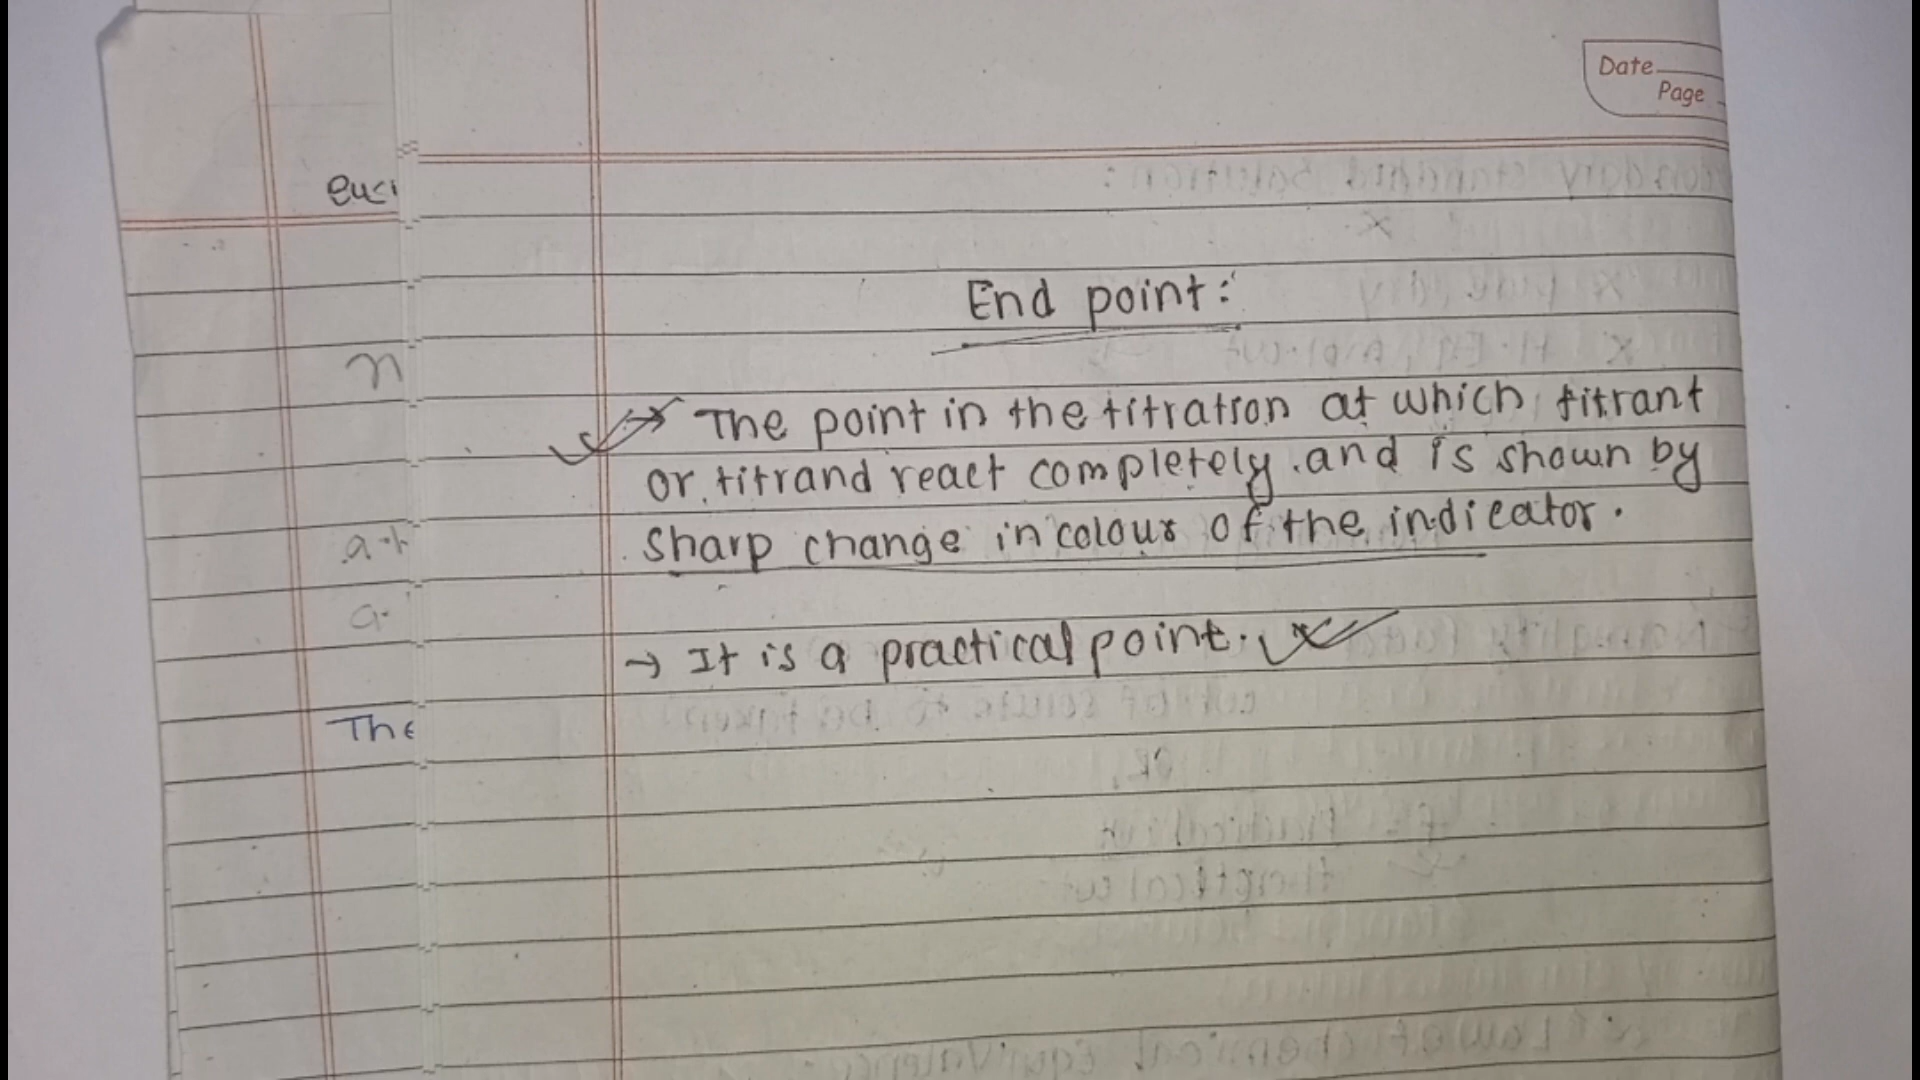 Date
Page
End point:
→ The point in the titration at which titrant
or titrand react completely and is shown by
sharp change in colour of the indicator.
→ It is a practical point.
The